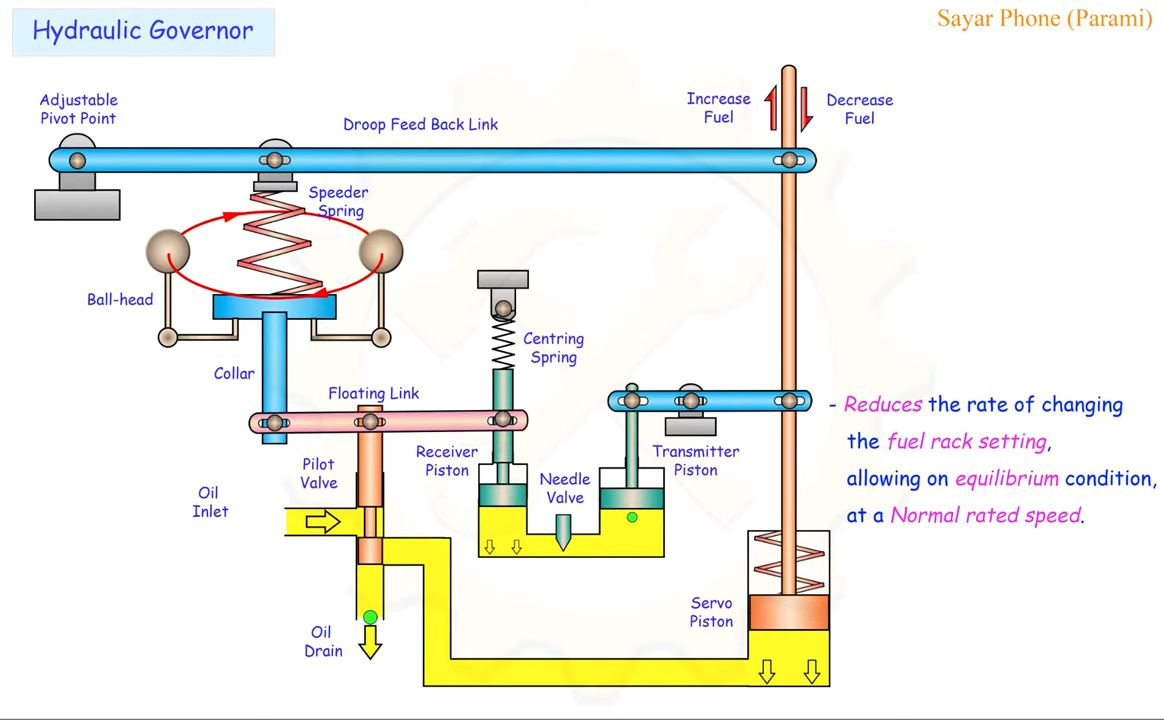 Hydraulic Governor
Sayar Phone (Parami)
Adjustable
Pivot Point
Droop Feed Back Link
Increase
Fuel
Decrease
Fuel
Speeder
Spring
Ball-head
Centring
Spring
Collar
Floating Link
Receiver
Piston
Transmitter
Piston
Pilot
Valve
Needle
Valve
Oil
Inlet
- Reduces the rate of changing
the fuel rack setting,
allowing on equilibrium condition,
at a Normal rated speed.
Servo
Piston
Oil
Drain